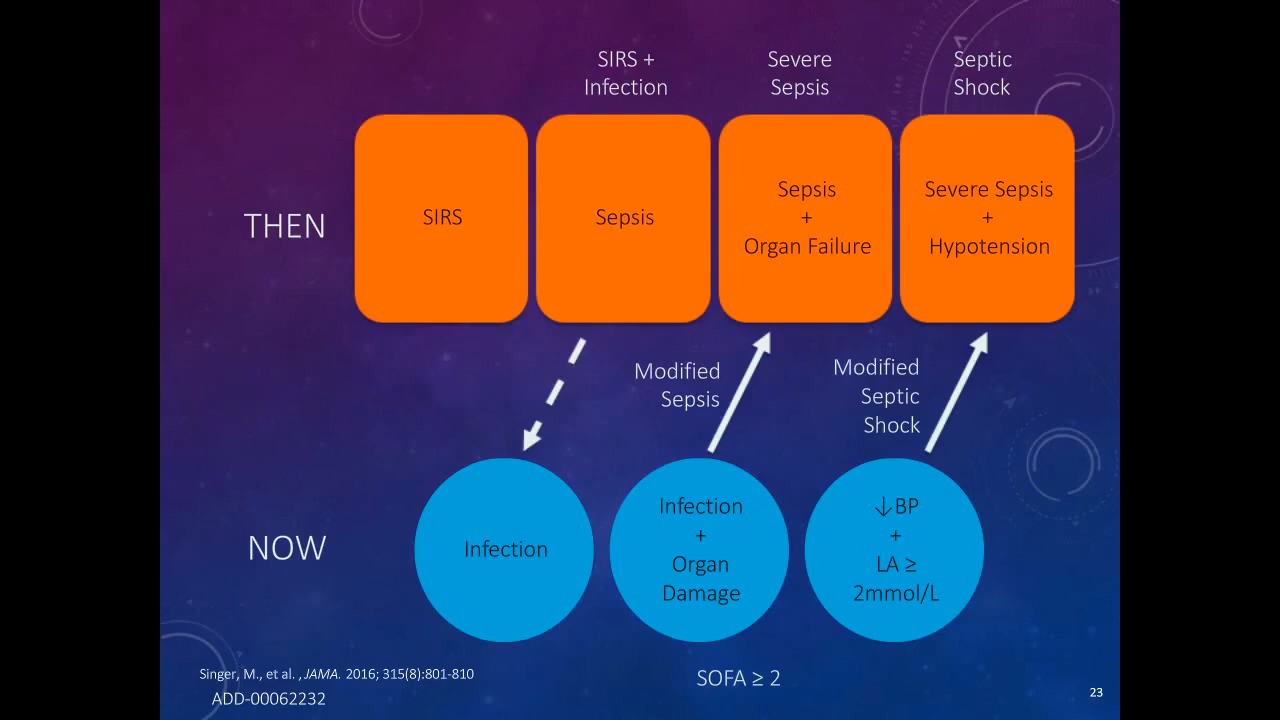 SIRS +
Infection
Severe
Sepsis
Septic
Shock
THEN
SIRS
Sepsis
Sepsis
+
Organ Failure
Severe Sepsis
+
Hypotension
Modified
Sepsis
Modified
Septic
Shock
NOW
Infection
Infection
+
Organ
Damage
↓BP
+
LA ≥
2mmol/L
Singer, M., et al. , JAMA. 2016; 315(8):801-810
ADD-00062232
SOFA ≥ 2
23